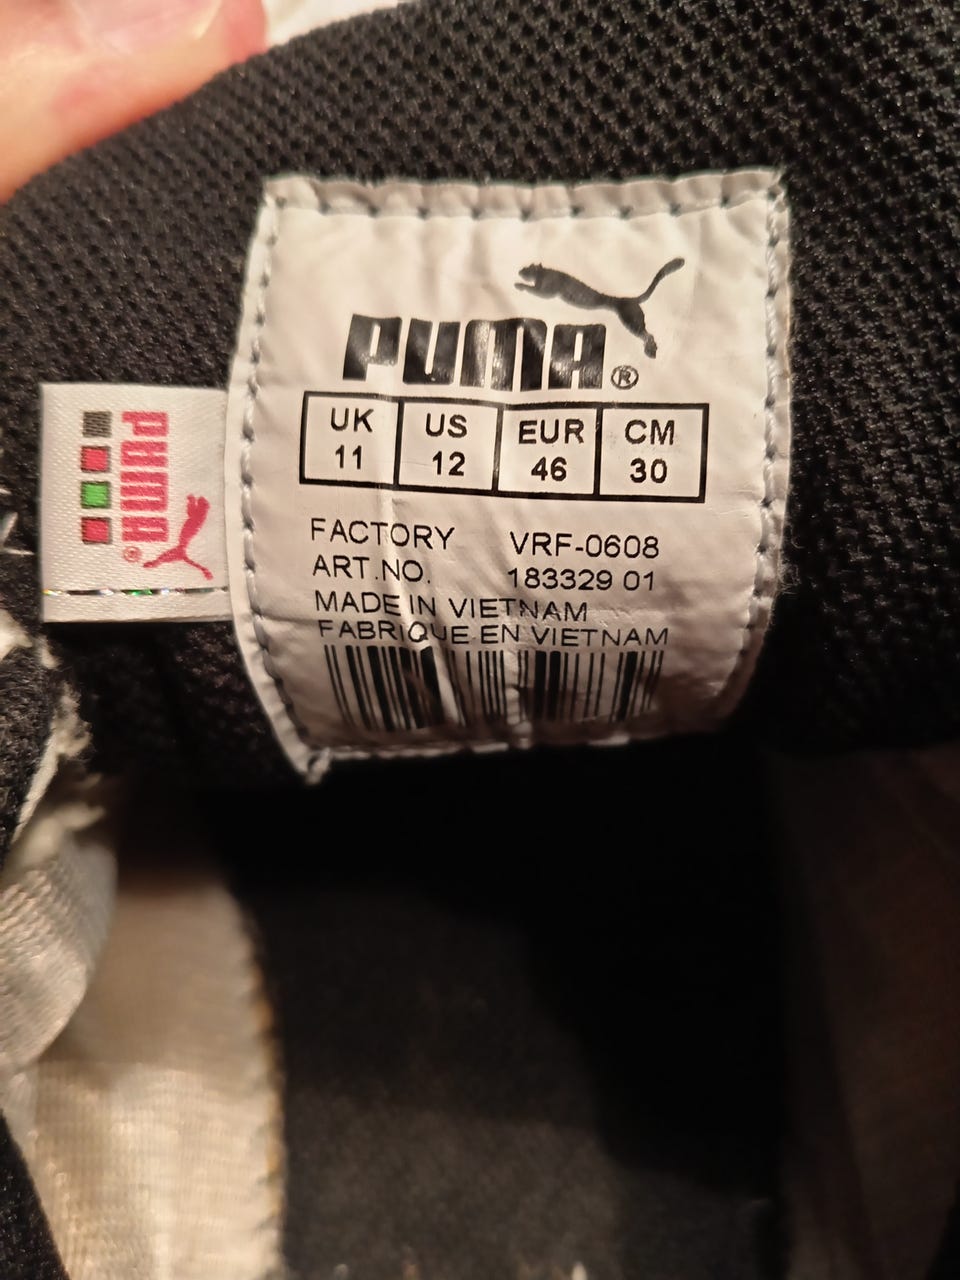 PUMA®
UK US EUR CM
11 12 46 30
FACTORY VRF-0608
ART.NO. 183329 01
MADE IN VIETNAM
FABRIQUE EN VIETNAM
PUMA®